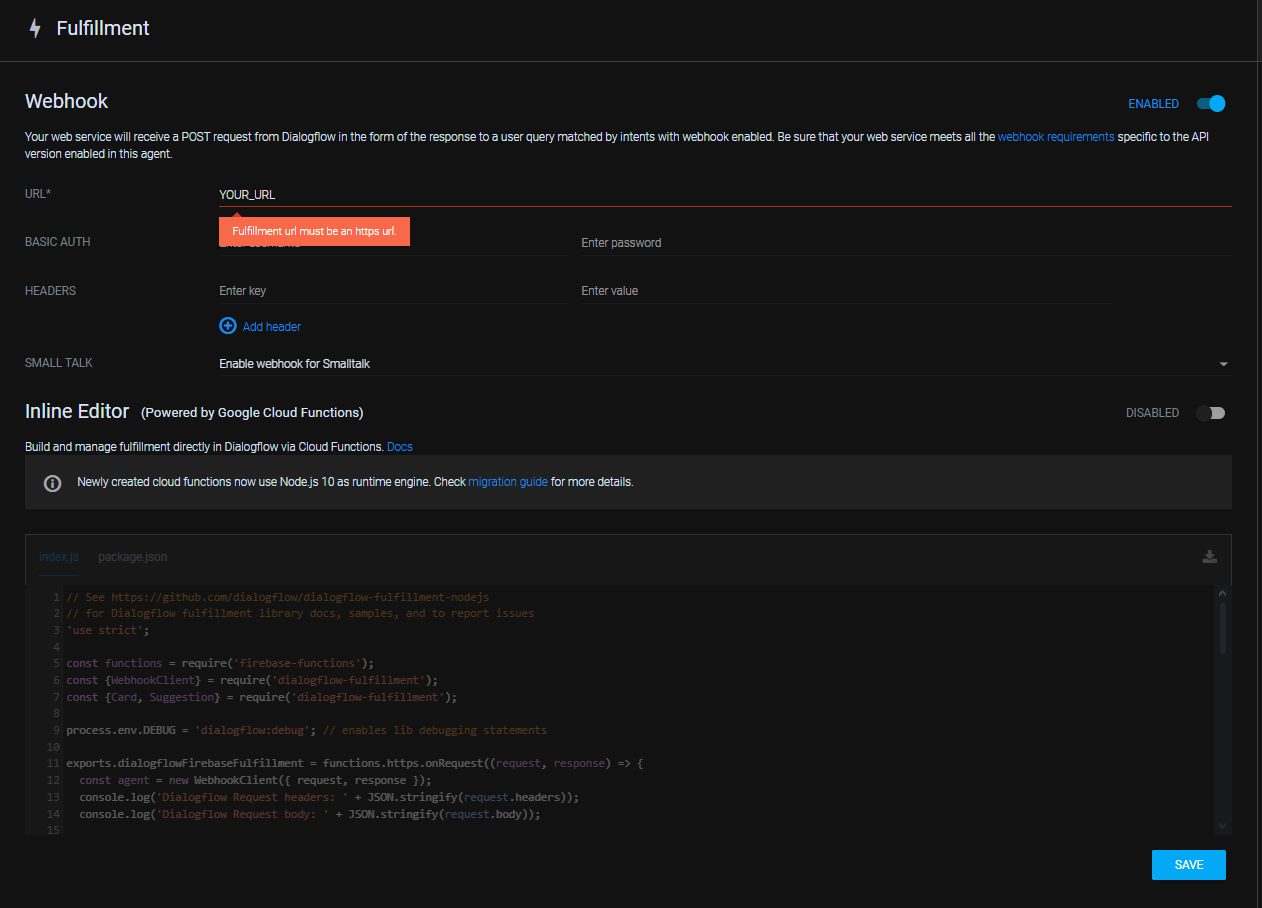 Fulfillment
Webhook
ENABLED
Your web service will receive a POST request from Dialogflow in the form of the response to a user query matched by intents with webhook enabled. Be sure that your web service meets all the webhook requirements specific to the API
version enabled in this agent.
URL*
YOUR_URL
Fulfillment url must be an https url.
BASIC AUTH
Enter password
HEADERS
Enter key
Enter value
Add header
SMALL TALK
Enable webhook for Smalltalk
Inline Editor (Powered by Google Cloud Functions)
DISABLED
Build and manage fulfillment directly in Dialogflow via Cloud Functions. Docs
Newly created cloud functions now use Node.js 10 as runtime engine. Check migration guide for more details.
index.js package.json
1 // See https://github.com/dialogflow/dialogflow-fulfillment-nodejs
2 // for Dialogflow fulfillment library docs, samples, and to report issues
3 'use strict';
4
5 const functions = require('firebase-functions');
6 const {WebhookClient} = require('dialogflow-fulfillment');
7 const {Card, Suggestion} = require('dialogflow-fulfillment');
8
9 process.env.DEBUG = 'dialogflow:debug'; // enables lib debugging statements
10
11 exports.dialogflowFirebaseFulfillment = functions.https.onRequest((request, response) => {
12   const agent = new WebhookClient({ request, response });
13   console.log('Dialogflow Request headers: ' + JSON.stringify(request.headers));
14   console.log('Dialogflow Request body: ' + JSON.stringify(request.body));
15
SAVE